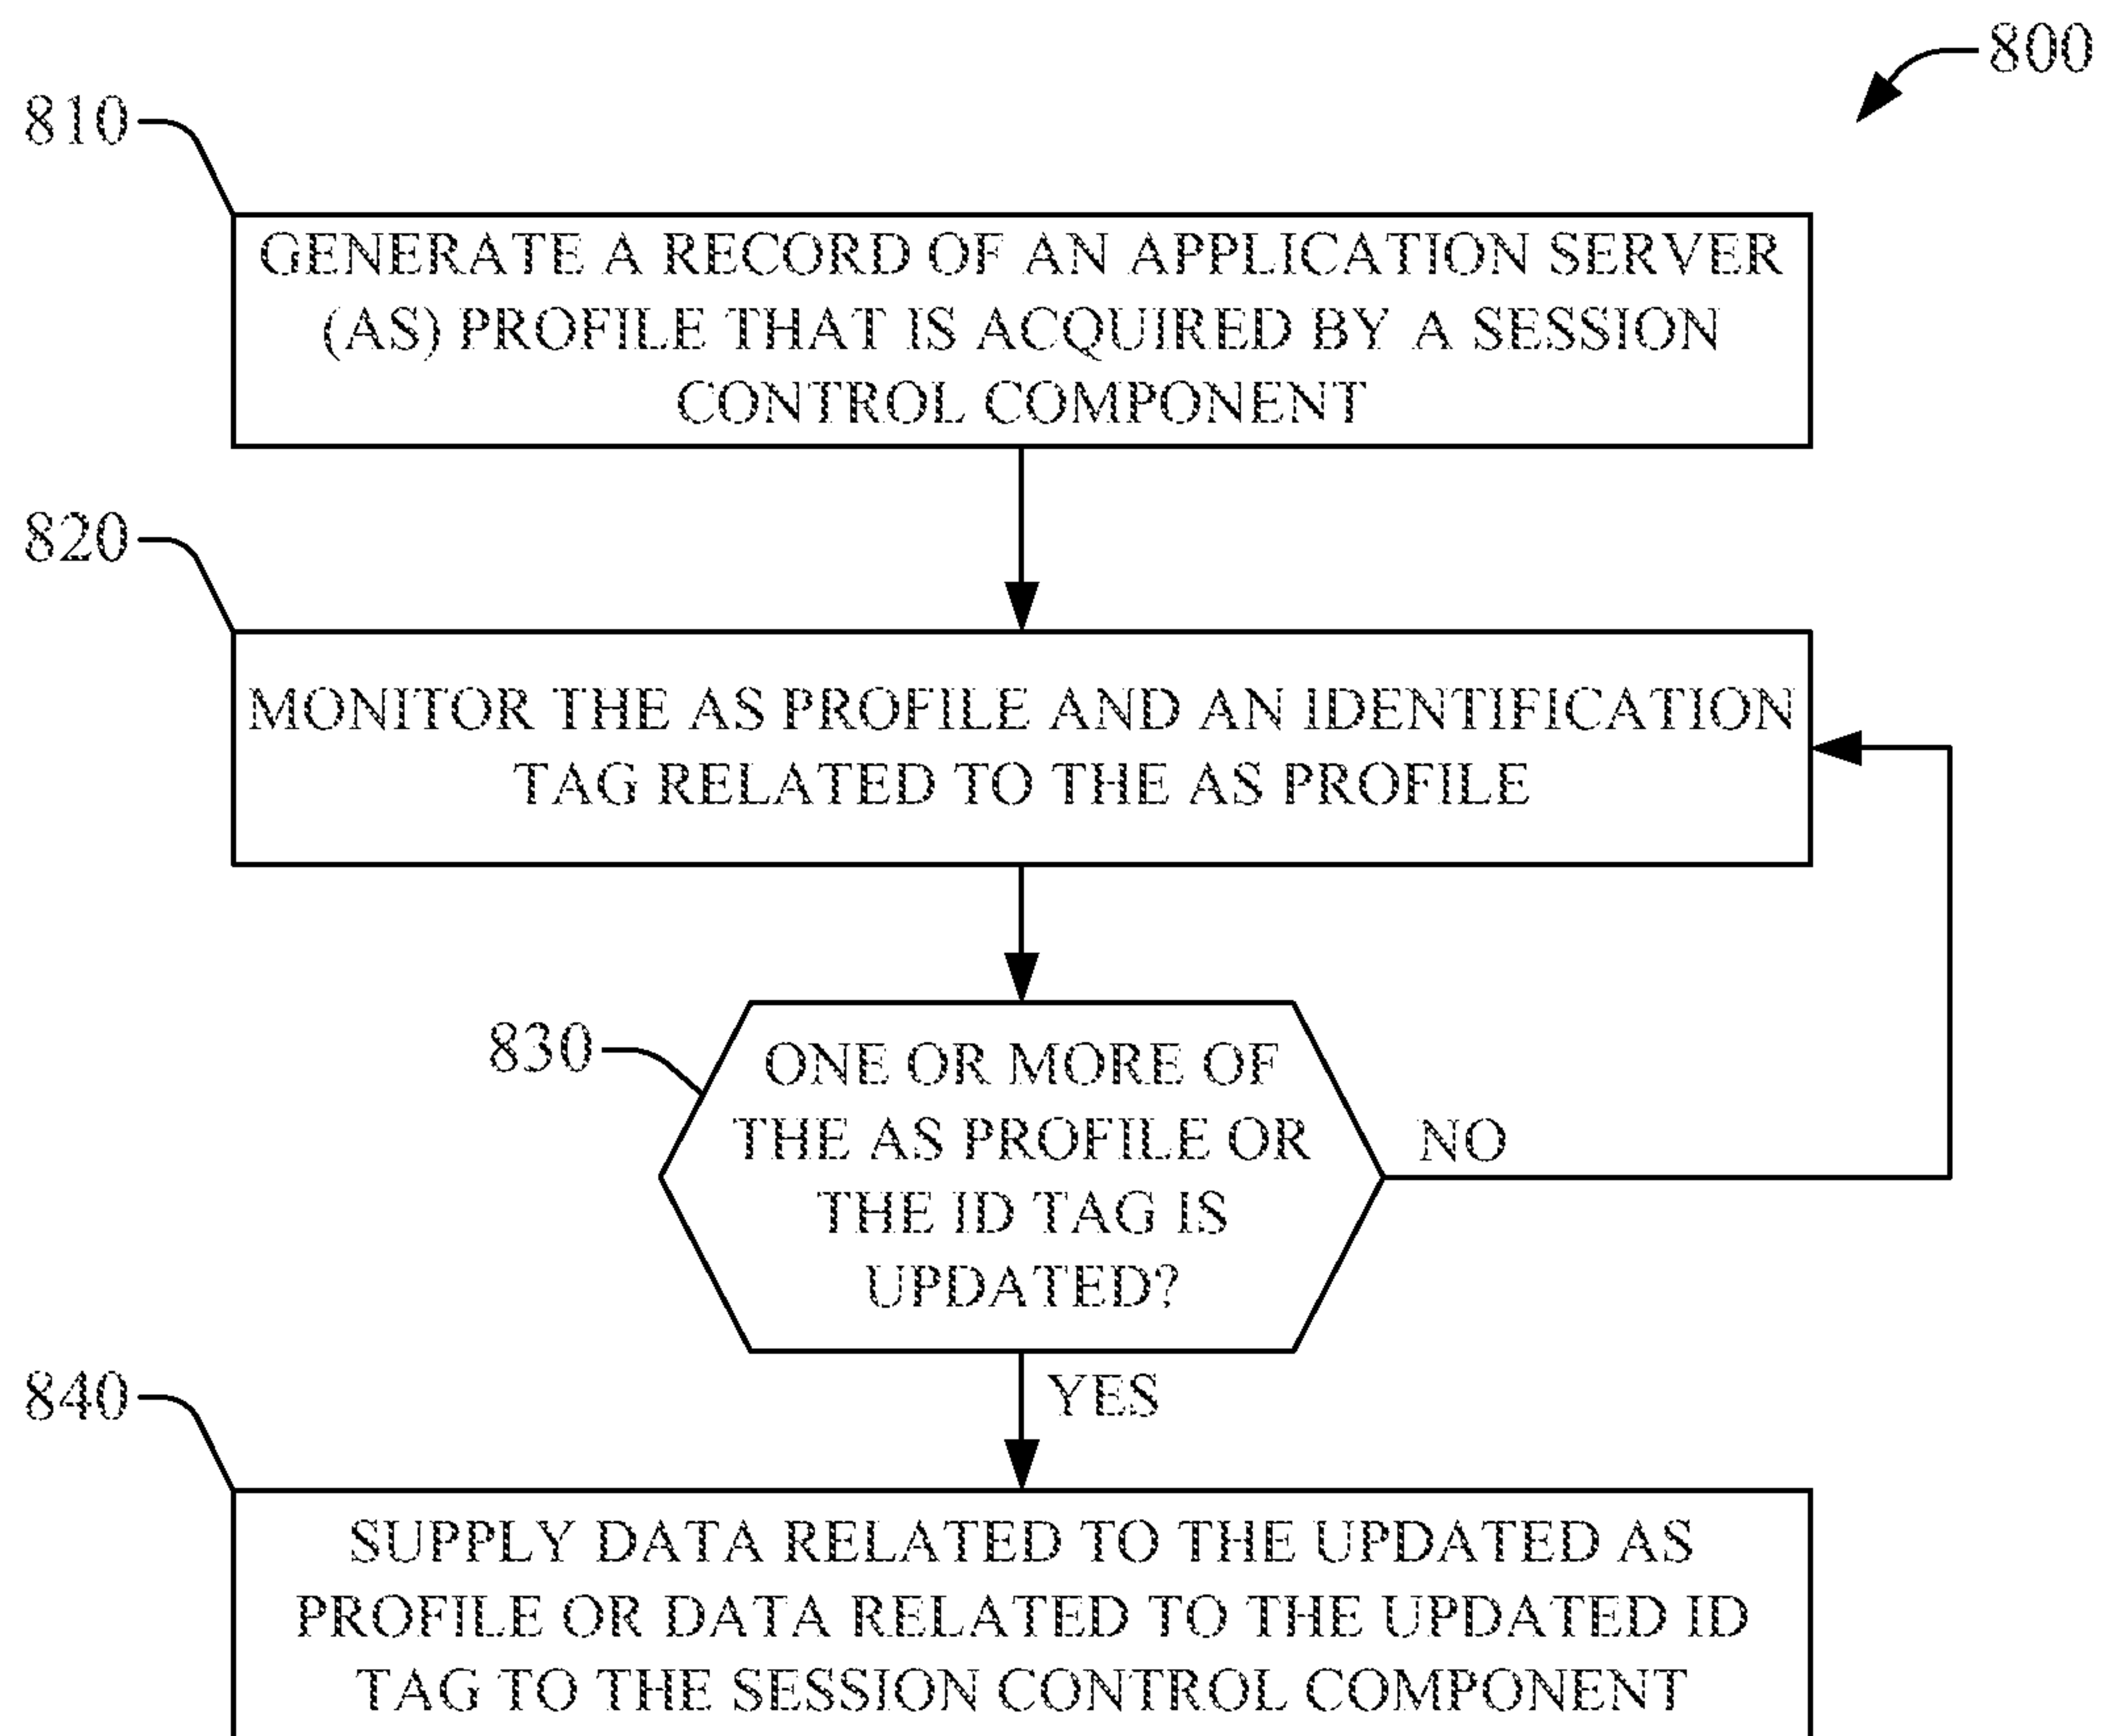 800
810
GENERATE A RECORD OF AN APPLICATION SERVER
(AS) PROFILE THAT IS ACQUIRED BY A SESSION
CONTROL COMPONENT
820
MONITOR THE AS PROFILE AND AN IDENTIFICATION
TAG RELATED TO THE AS PROFILE
830
ONE OR MORE OF
THE AS PROFILE OR
THE ID TAG IS
UPDATED?
NO
YES
840
SUPPLY DATA RELATED TO THE UPDATED AS
PROFILE OR DATA RELATED TO THE UPDATED ID
TAG TO THE SESSION CONTROL COMPONENT